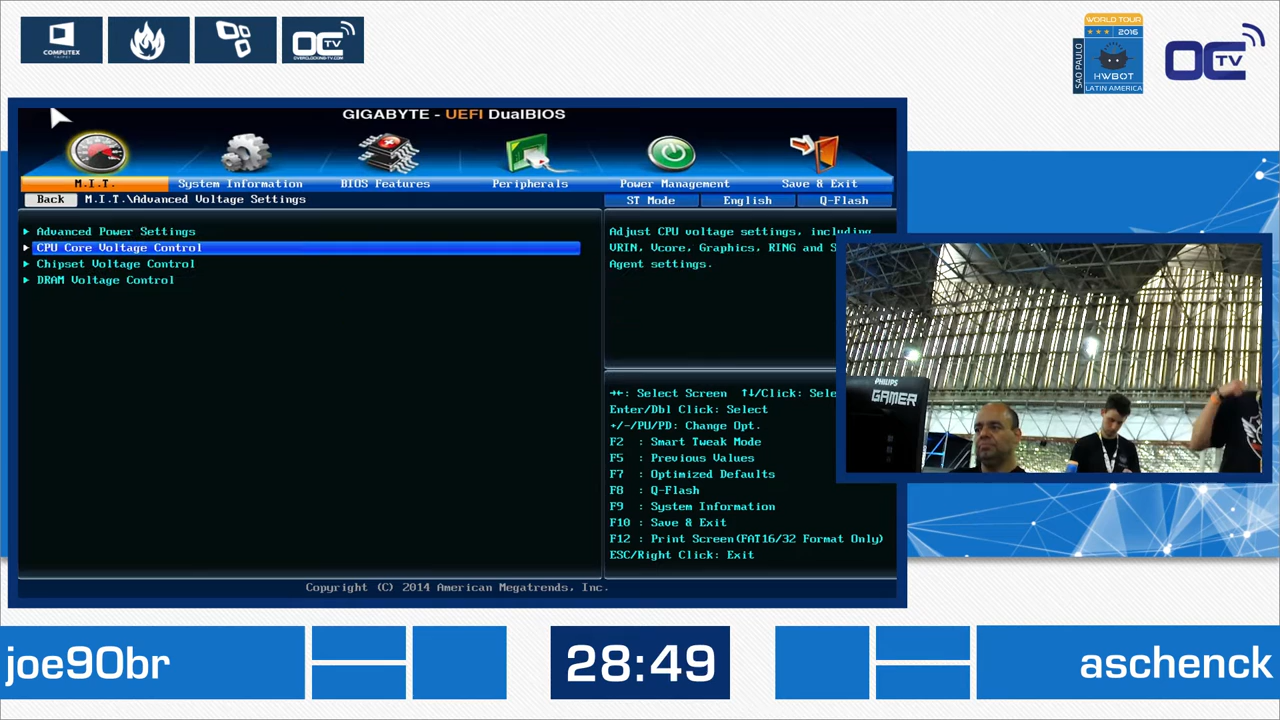 COMPUTEX
TAIPEI
OC TV
OVERCLOCKING-TV.COM
WORLD TOUR
2016
SAO PAULO
HWBOT
LATIN AMERICA
OC TV
GIGABYTE - UEFI DualBIOS
M.I.T.
System Information
BIOS Features
Peripherals
Power Management
Save & Exit
Back
M.I.T.\Advanced Voltage Settings
ST Mode
English
Q-Flash
Advanced Power Settings
CPU Core Voltage Control
Chipset Voltage Control
DRAM Voltage Control
Adjust CPU voltage settings, including
VRIN, Vcore, Graphics, RING and S
Agent settings.
→←: Select Screen ↑↓/Click: Sele
Enter/Dbl Click: Select
+/-/PU/PD: Change Opt.
F2 : Smart Tweak Mode
F5 : Previous Values
F7 : Optimized Defaults
F8 : Q-Flash
F9 : System Information
F10 : Save & Exit
F12 : Print Screen(FAT16/32 Format Only)
ESC/Right Click: Exit
Copyright (C) 2014 American Megatrends, Inc.
PHILIPS
GAMER
joe90br
28:49
aschenck